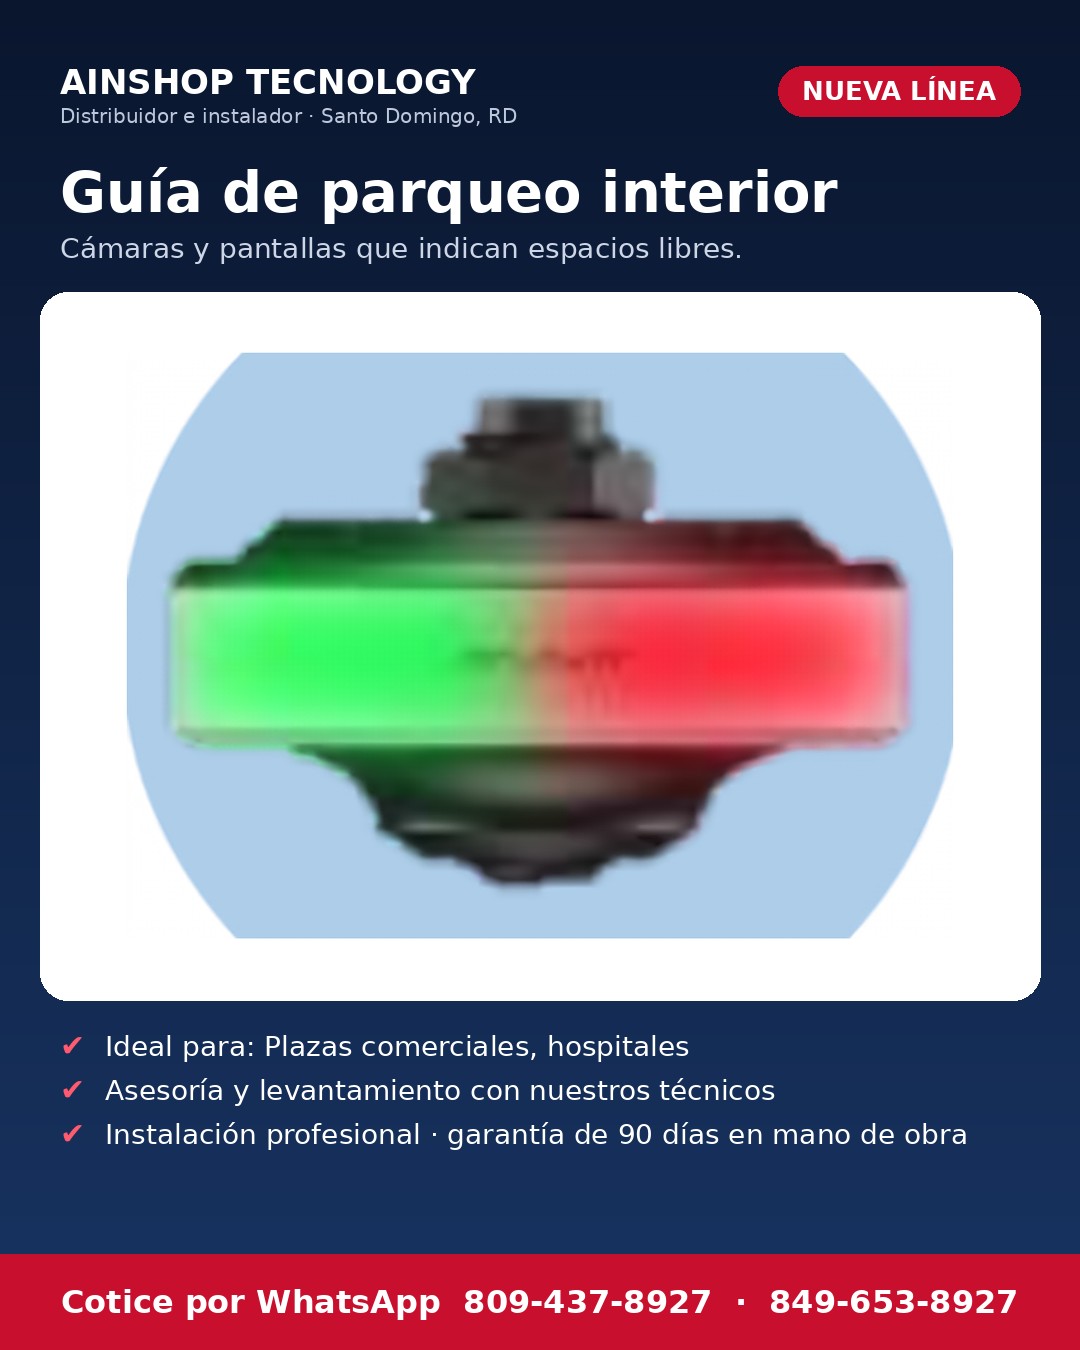 AINSHOP TECNOLOGY
NUEVA LÍNEA
Distribuidor e instalador · Santo Domingo, RD
Guía de parqueo interior
Cámaras y pantallas que indican espacios libres.
✔ Ideal para: Plazas comerciales, hospitales
✔ Asesoría y levantamiento con nuestros técnicos
✔ Instalación profesional · garantía de 90 días en mano de obra
Cotice por WhatsApp 809-437-8927 · 849-653-8927